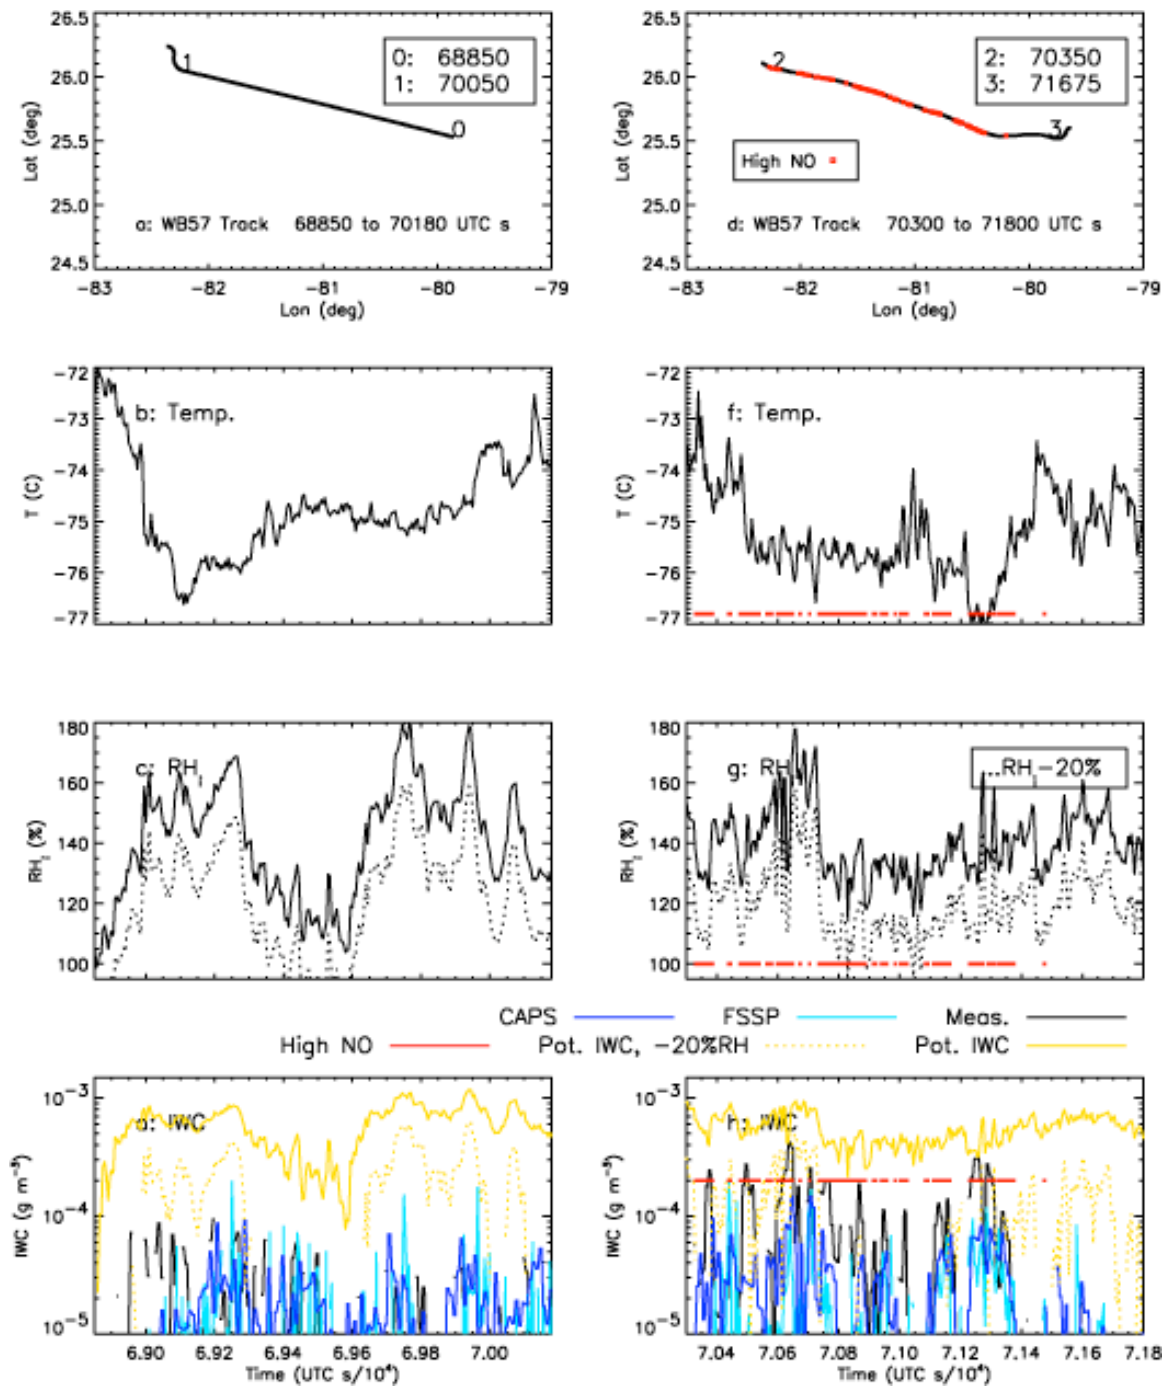 26.5
26.0
25.5
25.0
24.5
Lat (deg)
1
0
0: 68850
1: 70050
a: WB57 Track 68850 to 70180 UTC s
-83 -82 -81 -80 -79
Lon (deg)
26.5
26.0
25.5
25.0
24.5
Lat (deg)
2
3
2: 70350
3: 71675
High NO
d: WB57 Track 70300 to 71800 UTC s
-83 -82 -81 -80 -79
Lon (deg)
-72
-73
-74
-75
-76
-77
T (C)
b: Temp.
-72
-73
-74
-75
-76
-77
T (C)
f: Temp.
180
160
140
120
100
RHI (%)
c: RHI
180
160
140
120
100
RHI (%)
g: RH
RHI-20%
CAPS FSSP Meas.
High NO Pot. IWC, -20%RH Pot. IWC
10-3
10-4
10-5
IWC (g m-3)
IWC
6.90 6.92 6.94 6.96 6.98 7.00
Time (UTC s/104)
10-3
10-4
10-5
IWC (g m-3)
h: IWC
7.04 7.06 7.08 7.10 7.12 7.14 7.16 7.18
Time (UTC s/104)